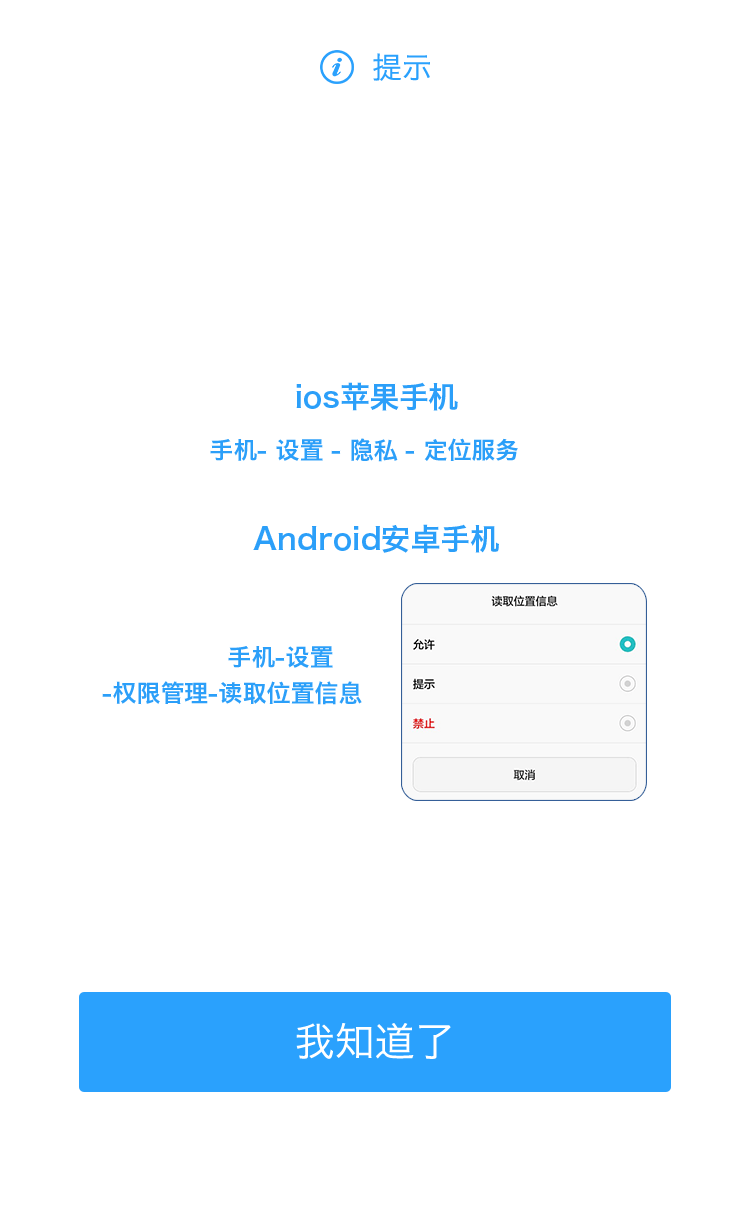 提示
ios苹果手机
手机- 设置 - 隐私 - 定位服务
Android安卓手机
手机-设置
-权限管理-读取位置信息
读取位置信息
允许
提示
禁止
取消
我知道了